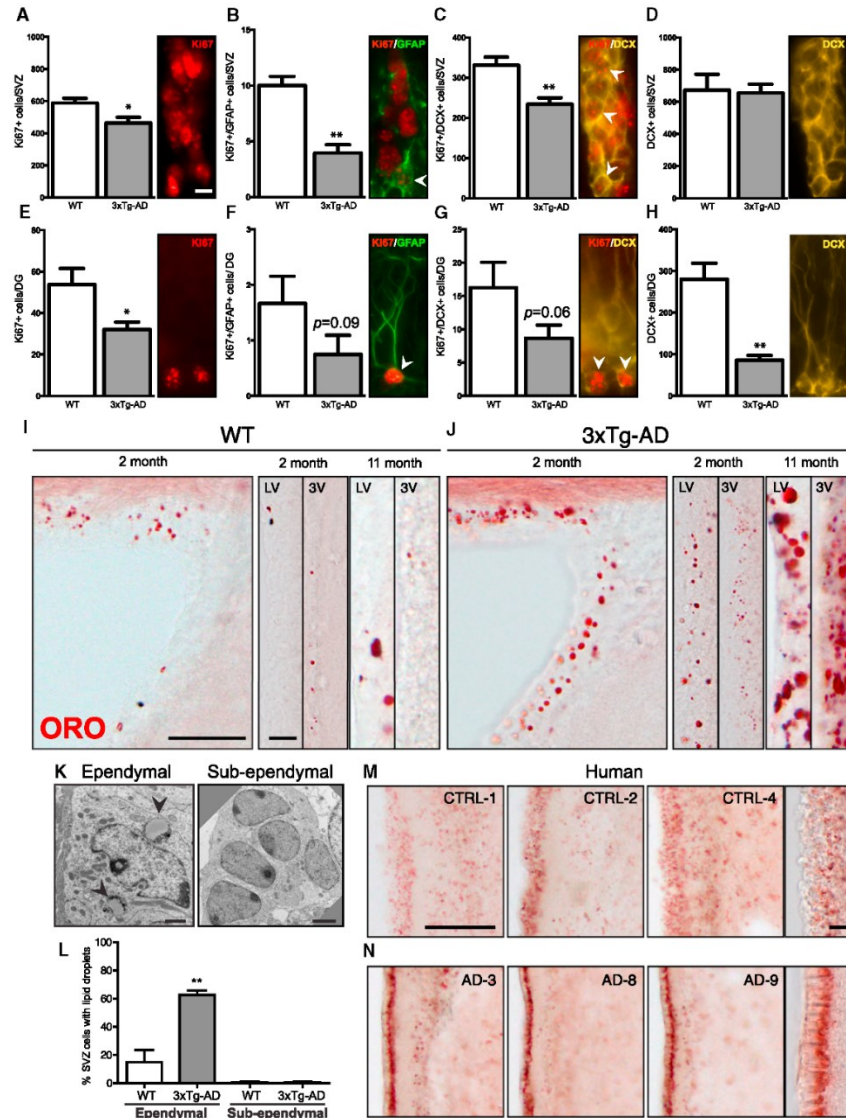 A
Ki67+ cells/SVZ
1000
800
600
400
200
0
*
WT
3xTg-AD
Ki67
B
Ki67+/GFAP+ cells/SVZ
15
10
5
0
**
WT
3xTg-AD
Ki67/GFAP
C
Ki67+/DCX+ cells/SVZ
400
300
200
100
0
**
WT
3xTg-AD
Ki67/DCX
D
DCX+ cells/SVZ
1000
800
600
400
200
0
WT
3xTg-AD
DCX
E
Ki67+ cells/DG
80
60
40
20
0
*
WT
3xTg-AD
Ki67
F
Ki67+/GFAP+ cells/ DG
3
2
1
0
p=0.09
WT
3xTg-AD
Ki67/GFAP
G
Ki67+/DCX+ cells/DG
25
20
15
10
5
0
p=0.06
WT
3xTg-AD
Ki67/DCX
H
DCX+ cells/DG
400
300
200
100
0
**
WT
3xTg-AD
DCX
I
WT
2 month
2 month
11 month
LV
3V
LV
3V
ORO
J
3xTg-AD
2 month
2 month
11 month
LV
3V
LV
3V
K
Ependymal
Sub-ependymal
L
% SVZ cells with lipid droplets
100
80
60
40
20
0
**
WT
3xTg-AD
WT
3xTg-AD
Ependymal
Sub-ependymal
M
Human
CTRL-1
CTRL-2
CTRL-4
N
AD-3
AD-8
AD-9